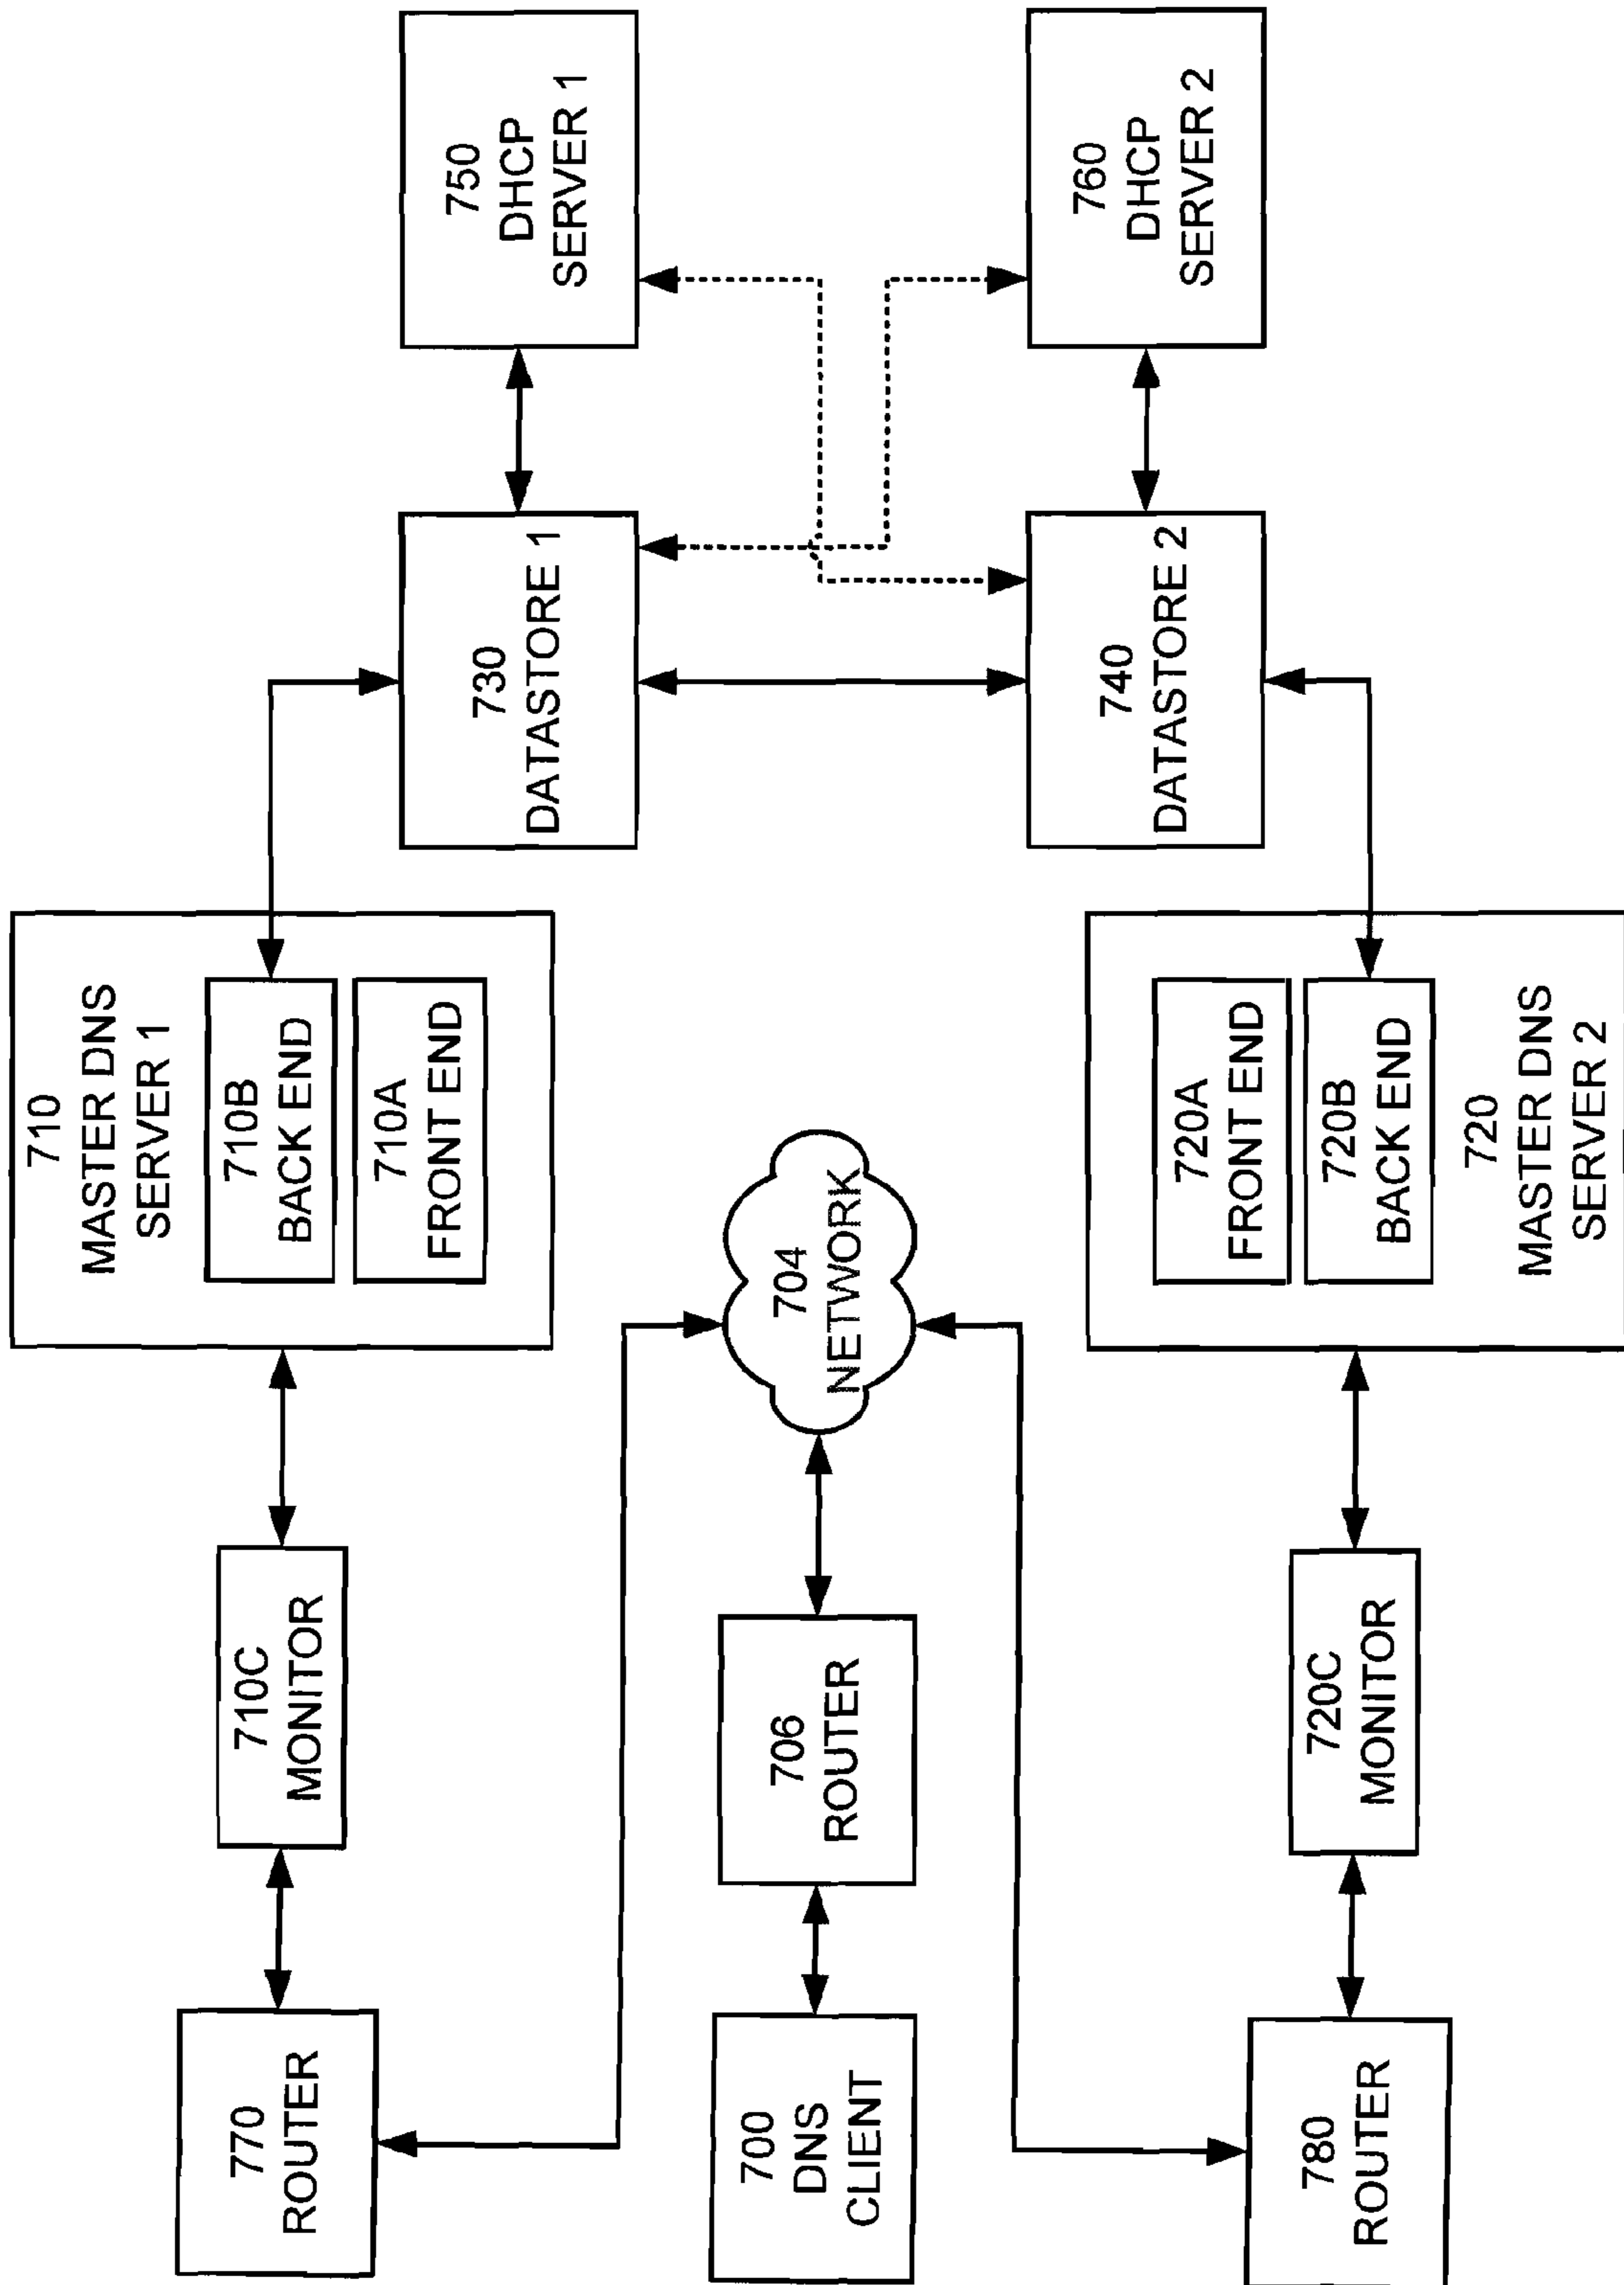 710
MASTER DNS
SERVER 1
710B
BACK END
710A
FRONT END
710C
MONITOR
770
ROUTER
730
DATASTORE 1
750
DHCP
SERVER 1
700
DNS
CLIENT
706
ROUTER
704
NETWORK
740
DATASTORE 2
760
DHCP
SERVER 2
780
ROUTER
720C
MONITOR
720A
FRONT END
720B
BACK END
720
MASTER DNS
SERVER 2